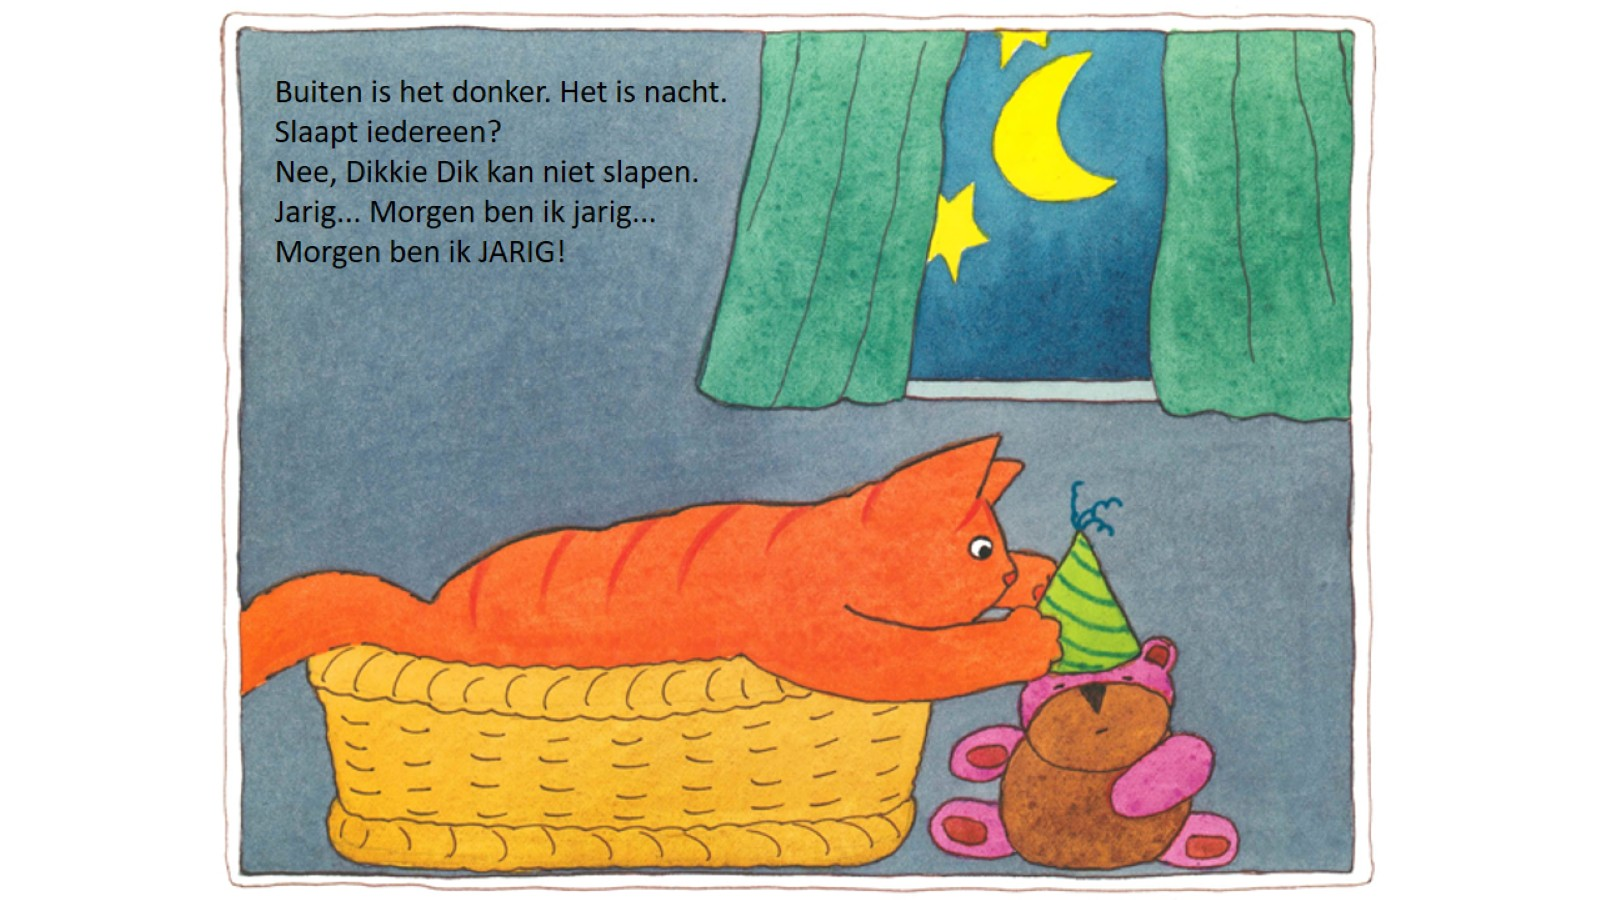 Buiten is het donker. Het is nacht.
Slaapt iedereen?
Nee, Dikkie Dik kan niet slapen.
Jarig... Morgen ben ik jarig...
Morgen ben ik JARIG!